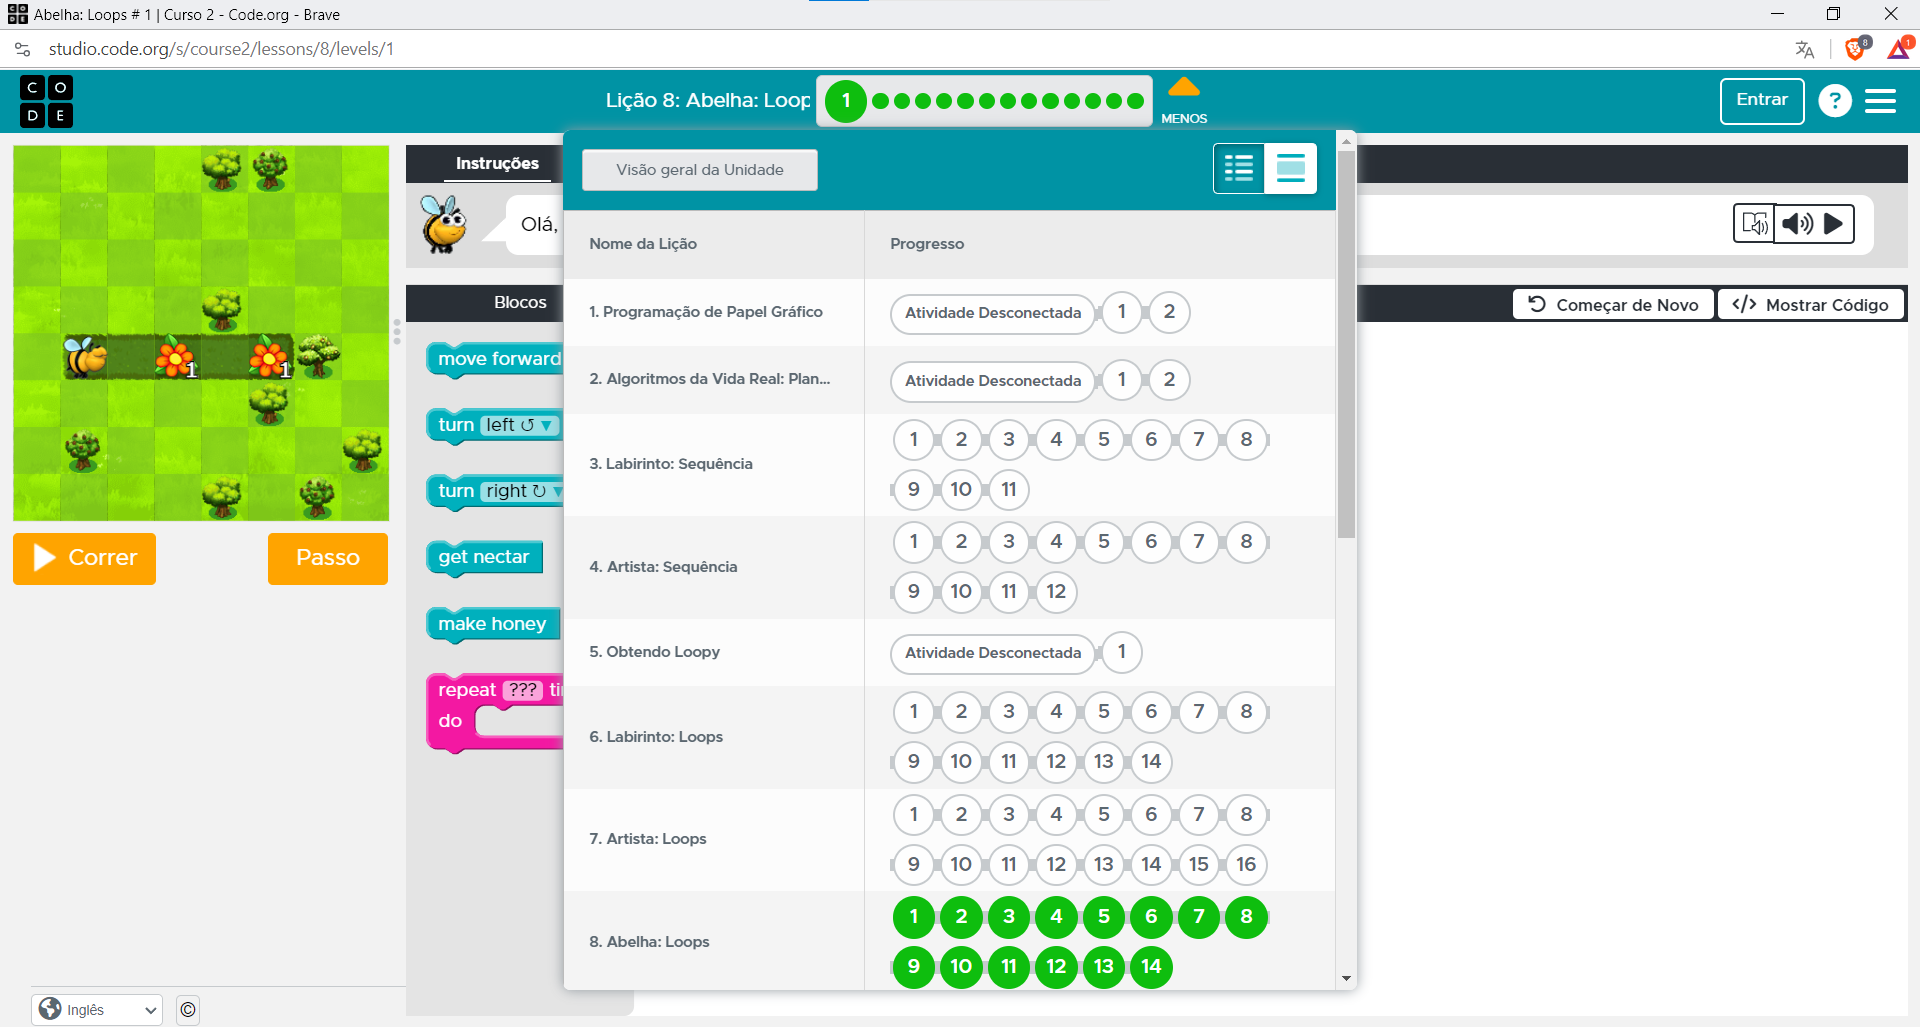 Abelha: Loops # 1 | Curso 2 - Code.org - Brave
studio.code.org/s/course2/lessons/8/levels/1
8
1
C O
D E
Lição 8: Abelha: Loop
1
MENOS
Entrar
?
Instruções
Visão geral da Unidade
Olá,
Nome da Lição
Progresso
Blocos
Começar de Novo
</> Mostrar Código
move forward
turn left ↺ ▼
turn right ↻ ▼
get nectar
make honey
repeat ??? ti
do
1
1
Correr
Passo
1. Programação de Papel Gráfico
Atividade Desconectada 1 2
2. Algoritmos da Vida Real: Plan...
Atividade Desconectada 1 2
3. Labirinto: Sequência
1 2 3 4 5 6 7 8
9 10 11
4. Artista: Sequência
1 2 3 4 5 6 7 8
9 10 11 12
5. Obtendo Loopy
Atividade Desconectada 1
6. Labirinto: Loops
1 2 3 4 5 6 7 8
9 10 11 12 13 14
7. Artista: Loops
1 2 3 4 5 6 7 8
9 10 11 12 13 14 15 16
8. Abelha: Loops
1 2 3 4 5 6 7 8
9 10 11 12 13 14
Inglês
©